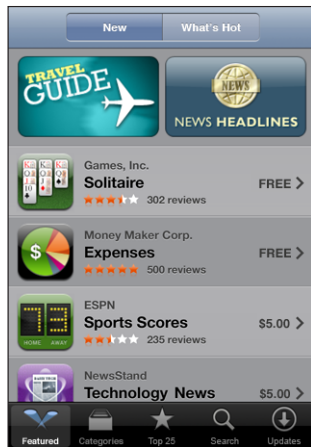 New
What's Hot
TRAVEL
GUIDE
NEWS
NEWS HEADLINES
Games, Inc.
Solitaire
FREE
302 reviews
Money Maker Corp.
Expenses
FREE
500 reviews
$
ESPN
Sports Scores
$5.00
235 reviews
73
HOME AWAY
NewsStand
Technology News
$5.00
Featured
Categories
Top 25
Search
Updates